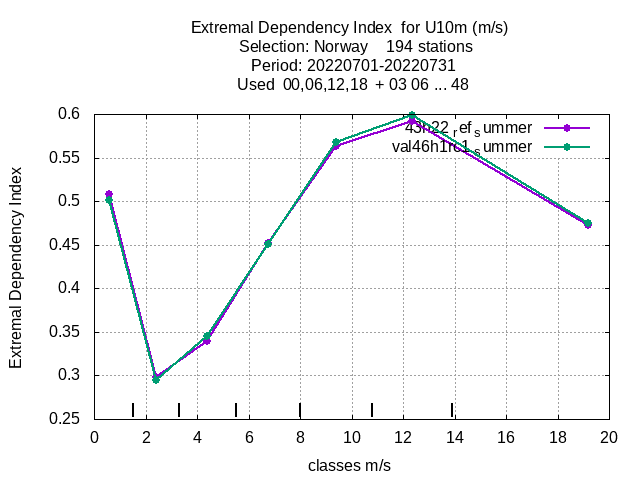 Extremal Dependency Index  for U10m (m/s)
Selection: Norway    194 stations
Period: 20220701-20220731
Used  00,06,12,18  + 03 06 ... 48
Extremal Dependency Index
0.6
0.55
0.5
0.45
0.4
0.35
0.3
0.25
43h22_ref_summer
val46h1rc1_summer
0 2 4 6 8 10 12 14 16 18 20
classes m/s